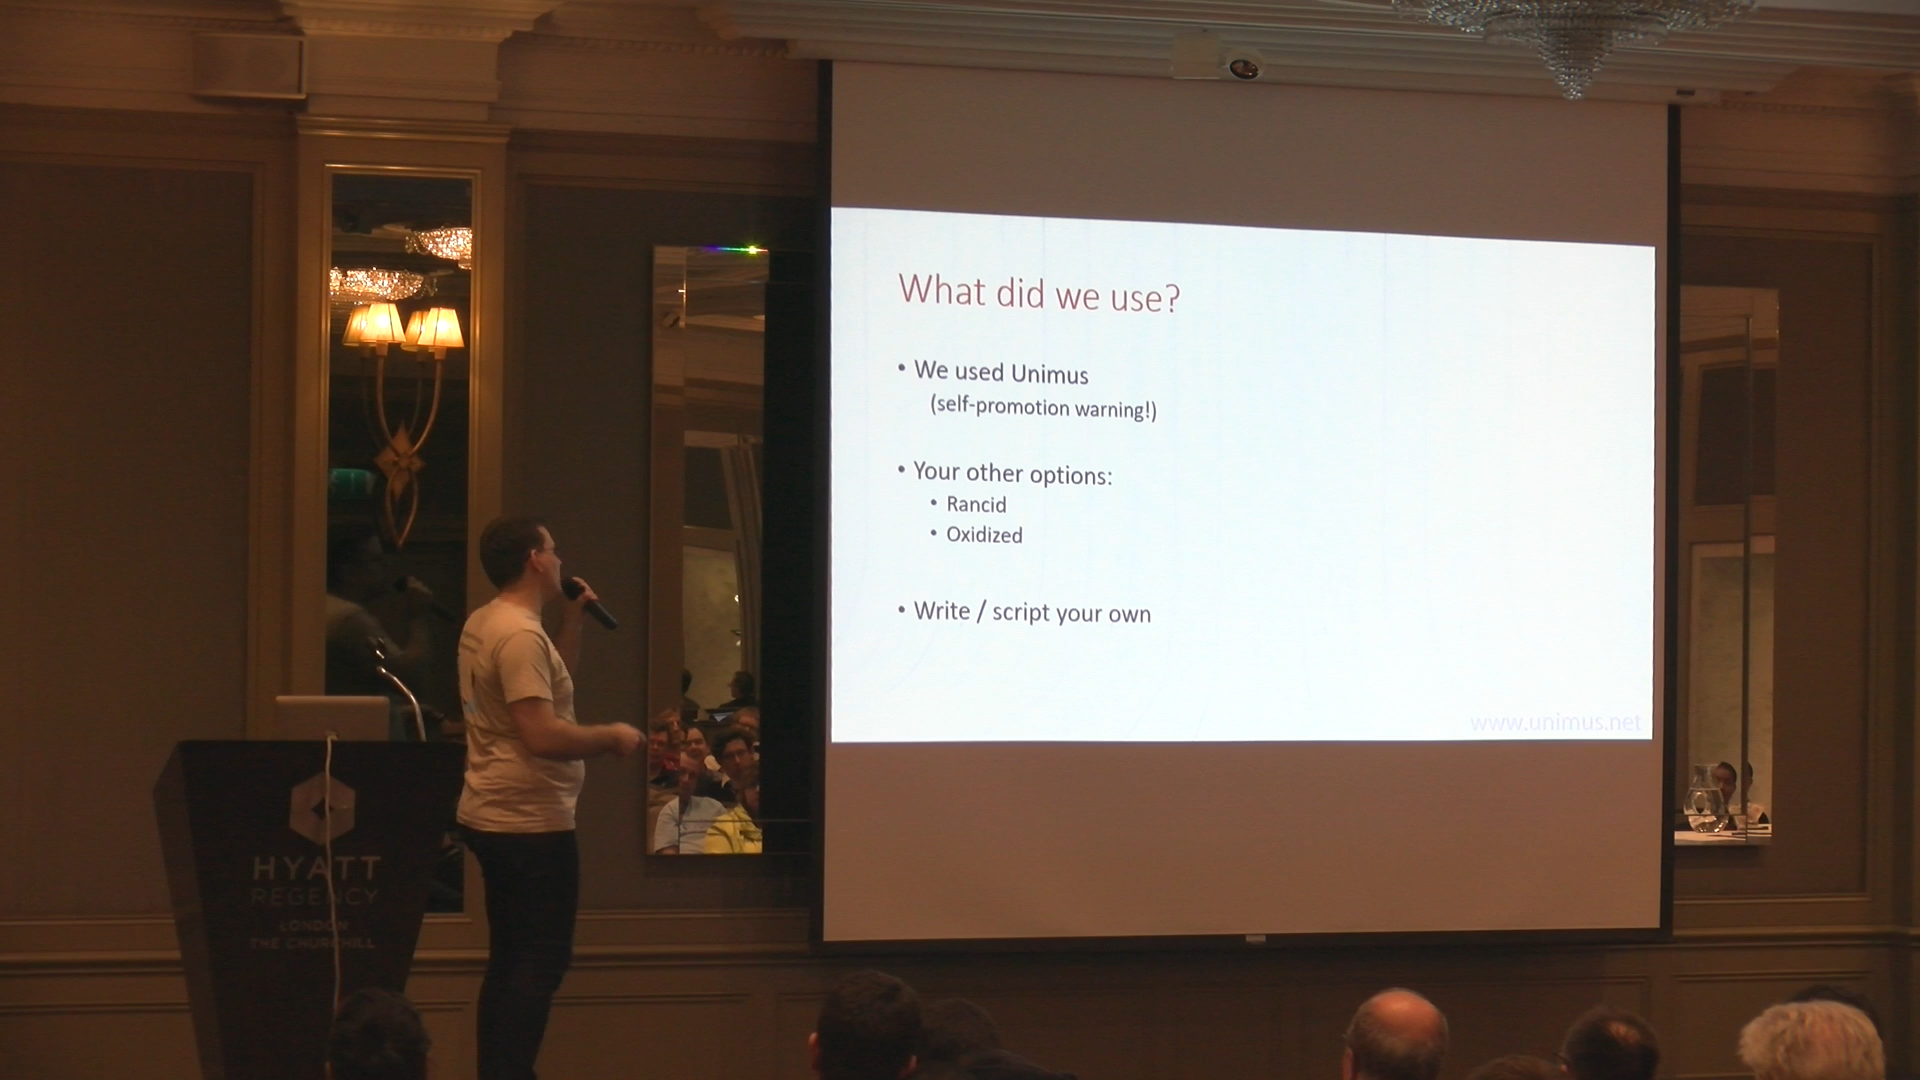 What did we use?
• We used Unimus
(self-promotion warning!)
• Your other options:
• Rancid
• Oxidized
• Write / script your own
www.unimus.net
HYATT
REGENCY
LONDON
THE CHURCHILL